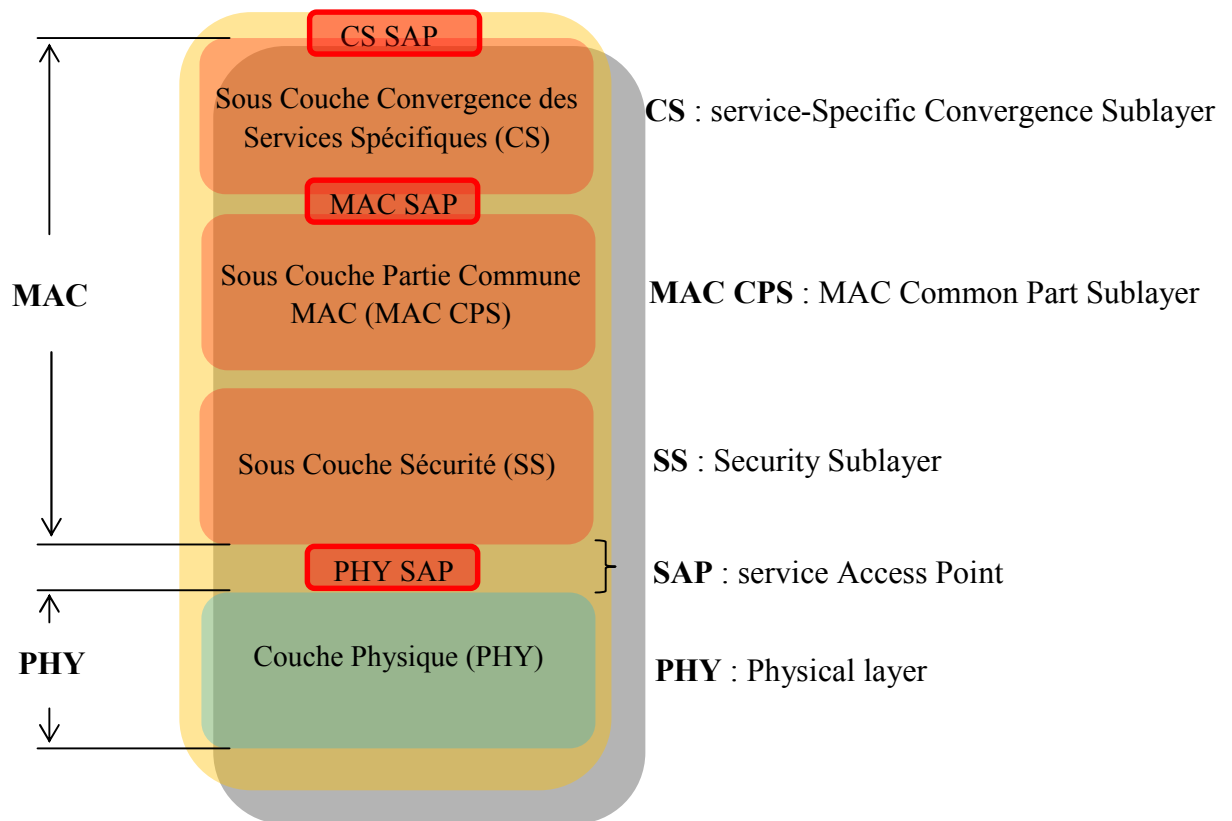 CS SAP
Sous Couche Convergence des
Services Spécifiques (CS)
CS : service-Specific Convergence Sublayer
MAC SAP
MAC
Sous Couche Partie Commune
MAC (MAC CPS)
MAC CPS : MAC Common Part Sublayer
Sous Couche Sécurité (SS)
SS : Security Sublayer
PHY SAP
SAP : service Access Point
PHY
Couche Physique (PHY)
PHY : Physical layer